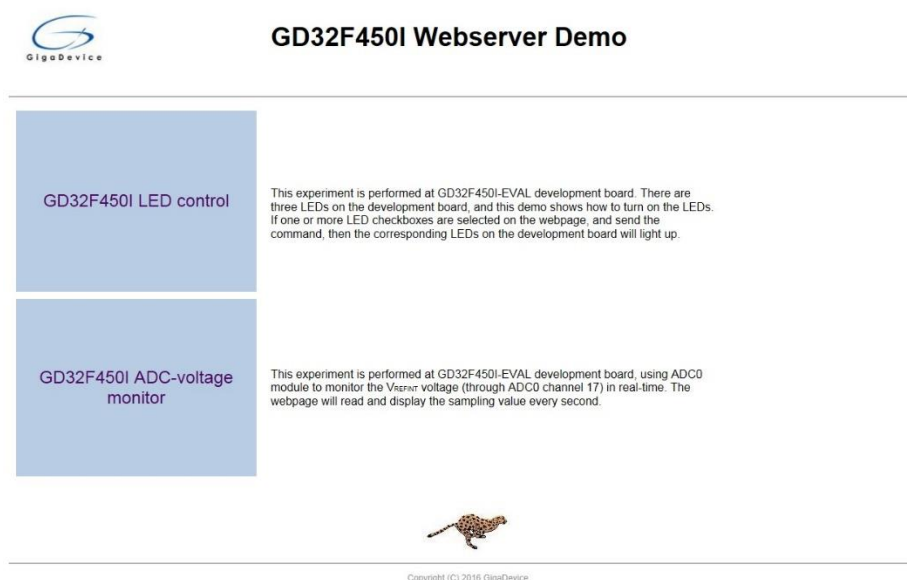 GigaDevice
GD32F450I Webserver Demo
GD32F450I LED control
This experiment is performed at GD32F450I-EVAL development board. There are
three LEDs on the development board, and this demo shows how to turn on the LEDs.
If one or more LED checkboxes are selected on the webpage, and send the
command, then the corresponding LEDs on the development board will light up.
GD32F450I ADC-voltage
monitor
This experiment is performed at GD32F450I-EVAL development board, using ADC0
module to monitor the VREFINT voltage (through ADC0 channel 17) in real-time. The
webpage will read and display the sampling value every second.
Copyright (C) 2016 GigaDevice